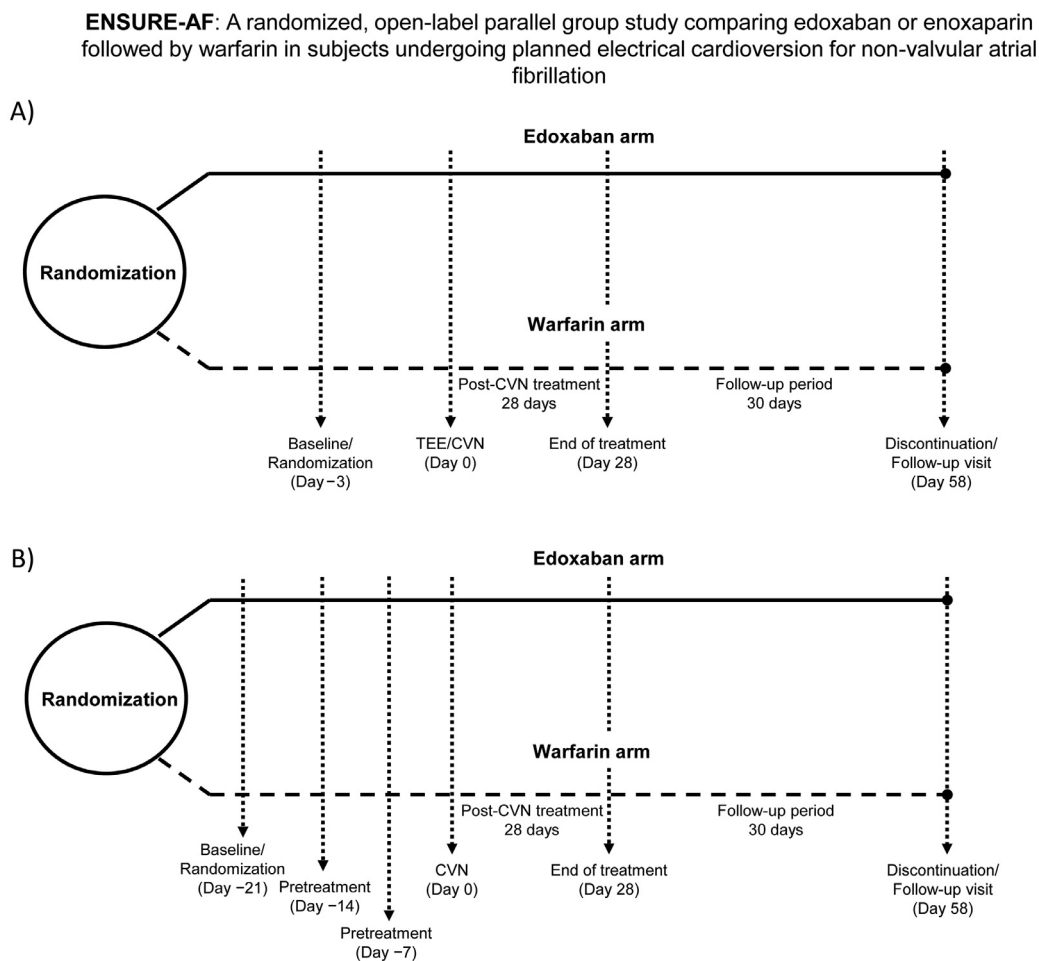 ENSURE-AF: A randomized, open-label parallel group study comparing edoxaban or enoxaparin
followed by warfarin in subjects undergoing planned electrical cardioversion for non-valvular atrial
fibrillation
A)
Edoxaban arm
Randomization
Warfarin arm
Post-CVN treatment
28 days
Follow-up period
30 days
Baseline/
Randomization
(Day −3)
TEE/CVN
(Day 0)
End of treatment
(Day 28)
Discontinuation/
Follow-up visit
(Day 58)
B)
Edoxaban arm
Randomization
Warfarin arm
Post-CVN treatment
28 days
Follow-up period
30 days
Baseline/
Randomization
(Day −21)
Pretreatment
(Day −14)
Pretreatment
(Day −7)
CVN
(Day 0)
End of treatment
(Day 28)
Discontinuation/
Follow-up visit
(Day 58)